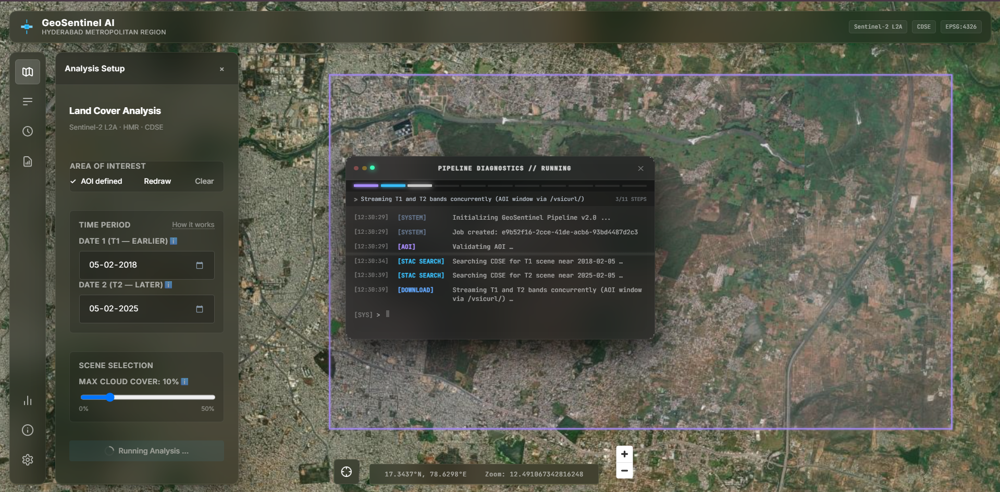 GeoSentinel AI
HYDERABAD METROPOLITAN REGION
Sentinel-2 L2A
CDSE
EPSG:4326
Analysis Setup
×
Land Cover Analysis
Sentinel-2 L2A · HMR · CDSE
AREA OF INTEREST
✓ AOI defined Redraw Clear
TIME PERIOD How it works
DATE 1 (T1 — EARLIER) i
05-02-2018
DATE 2 (T2 — LATER) i
05-02-2025
SCENE SELECTION
MAX CLOUD COVER: 10% i
0% 50%
Running Analysis ...
PIPELINE DIAGNOSTICS // RUNNING
> Streaming T1 and T2 bands concurrently (AOI window via /vsicurl/) 3/11 STEPS
[12:30:29] [SYSTEM] Initializing GeoSentinel Pipeline v2.0 ...
[12:30:29] [SYSTEM] Job created: e9b52f16-2cce-41de-acb6-93bd4487d2c3
[12:30:29] [AOI] Validating AOI …
[12:30:34] [STAC SEARCH] Searching CDSE for T1 scene near 2018-02-05 …
[12:30:39] [STAC SEARCH] Searching CDSE for T2 scene near 2025-02-05 …
[12:30:39] [DOWNLOAD] Streaming T1 and T2 bands concurrently (AOI window
via /vsicurl/) …
[SYS] >
+
−
17.3437°N, 78.6298°E Zoom: 12.491067342816248